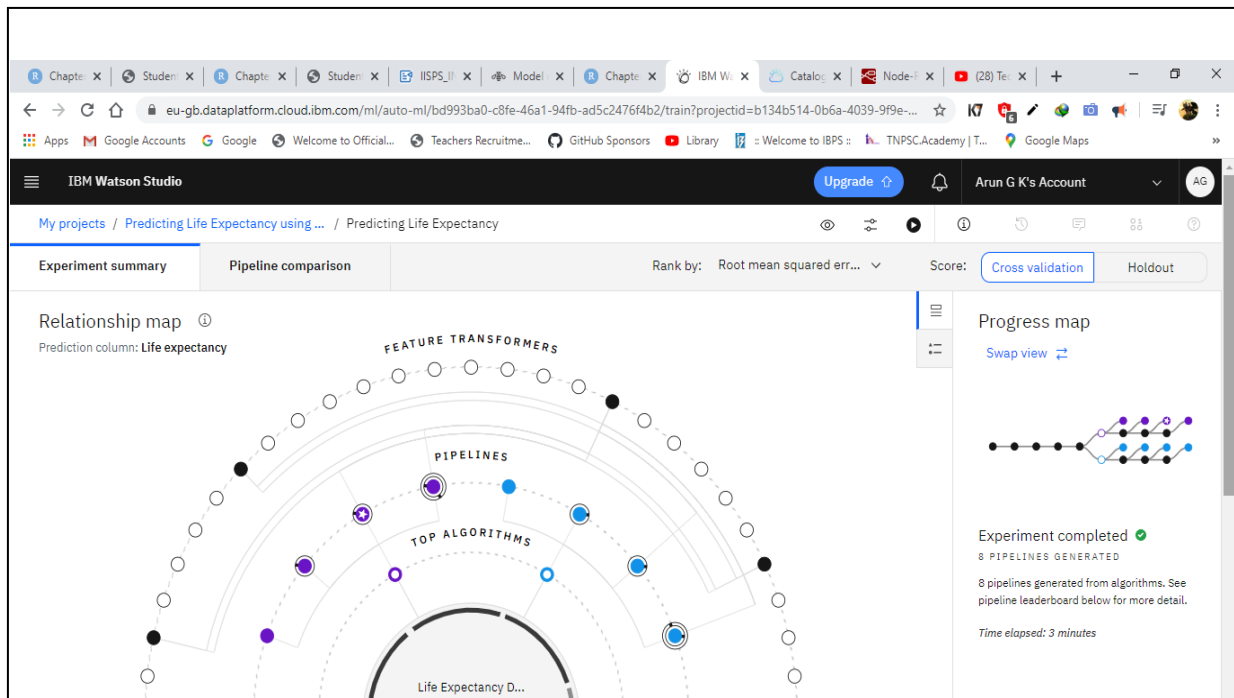 Chapte
Student
Chapte
Student
IISPS_I
Model
Chapte
IBM W
Catalog
Node-
(28) Tec
eu-gb.dataplatform.cloud.ibm.com/ml/auto-ml/bd993ba0-c8fe-46a1-94fb-ad5c2476f4b2/train?projectid=b134b514-0b6a-4039-9f9e-...
K7
6
Apps
Google Accounts
Google
Welcome to Official...
Teachers Recruitme...
GitHub Sponsors
Library
:: Welcome to IBPS ::
TNPSC.Academy | T...
Google Maps
»
IBM Watson Studio
Upgrade
Arun G K's Account
AG
My projects / Predicting Life Expectancy using ... / Predicting Life Expectancy
Experiment summary
Pipeline comparison
Rank by: Root mean squared err...
Score: Cross validation Holdout
Relationship map
Prediction column: Life expectancy
FEATURE TRANSFORMERS
PIPELINES
TOP ALGORITHMS
Life Expectancy D...
Progress map
Swap view
Experiment completed
8 PIPELINES GENERATED
8 pipelines generated from algorithms. See
pipeline leaderboard below for more detail.
Time elapsed: 3 minutes